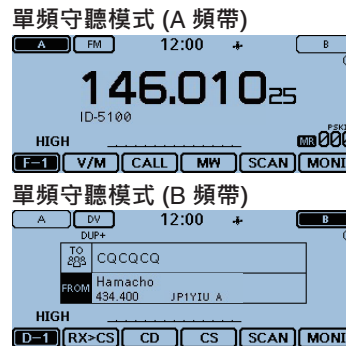 單頻守聽模式 (A 頻帶)
A FM 12:00 B
146.01025
ID-5100
HIGH MR 000
F-1 V/M CALL MW SCAN MONI
單頻守聽模式 (B 頻帶)
A DV 12:00 B
DUP+
TO CQCQCQ
FROM Hamacho
434.400 JP1YIU A
HIGH
D-1 RX>CS CD CS SCAN MONI